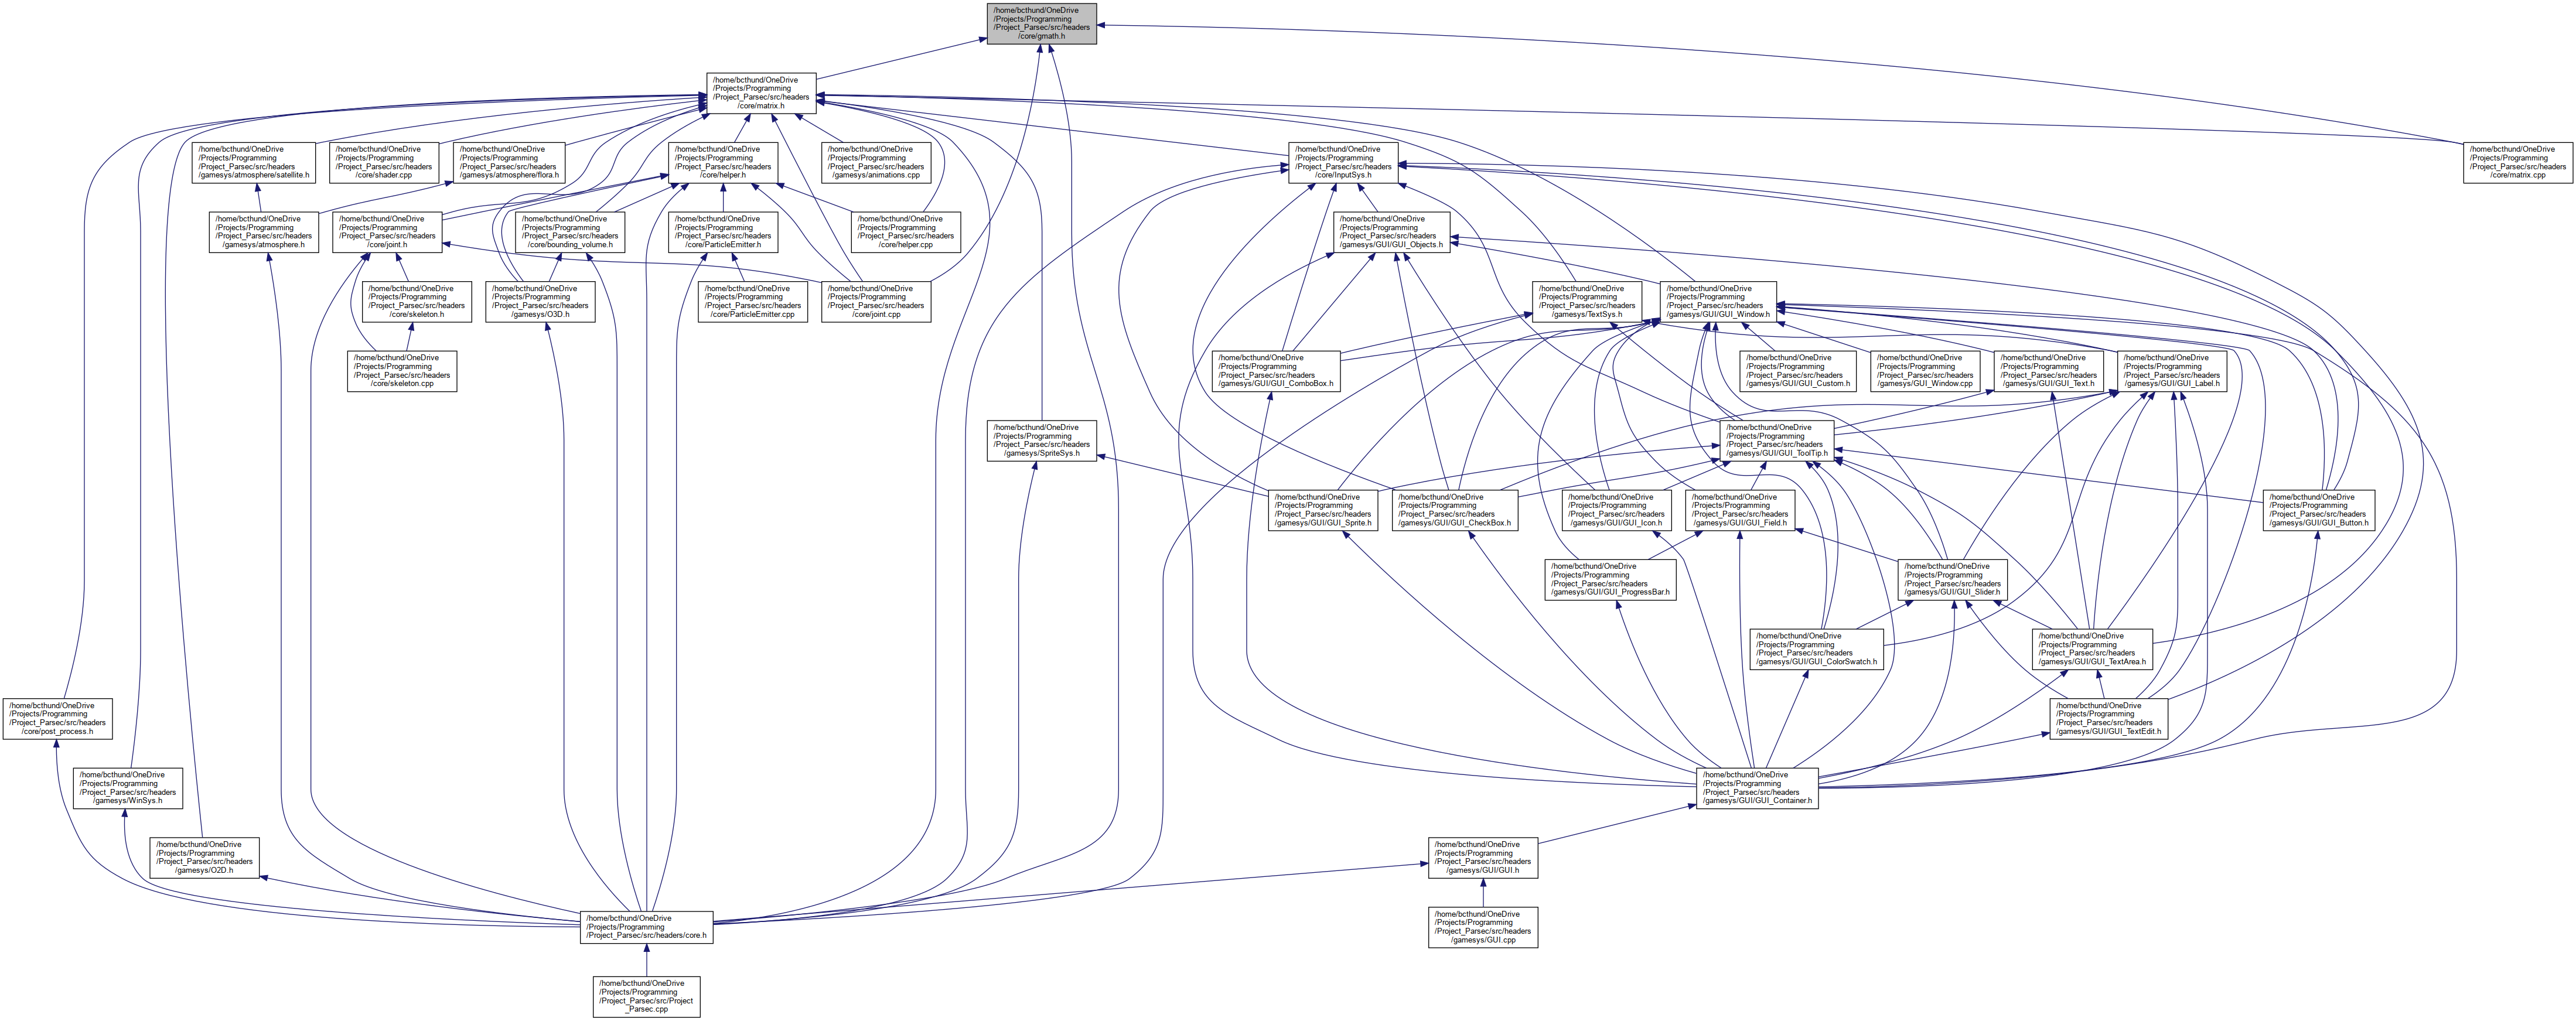 /home/bcthund/OneDrive
/Projects/Programming
/Project_Parsec/src/headers
/core/gmath.h
/home/bcthund/OneDrive
/Projects/Programming
/Project_Parsec/src/headers
/core/matrix.h
/home/bcthund/OneDrive
/Projects/Programming
/Project_Parsec/src/headers
/gamesys/atmosphere/satellite.h
/home/bcthund/OneDrive
/Projects/Programming
/Project_Parsec/src/headers
/core/shader.cpp
/home/bcthund/OneDrive
/Projects/Programming
/Project_Parsec/src/headers
/gamesys/atmosphere/flora.h
/home/bcthund/OneDrive
/Projects/Programming
/Project_Parsec/src/headers
/core/helper.h
/home/bcthund/OneDrive
/Projects/Programming
/Project_Parsec/src/headers
/gamesys/animations.cpp
/home/bcthund/OneDrive
/Projects/Programming
/Project_Parsec/src/headers
/core/InputSys.h
/home/bcthund/OneDrive
/Projects/Programming
/Project_Parsec/src/headers
/core/matrix.cpp
/home/bcthund/OneDrive
/Projects/Programming
/Project_Parsec/src/headers
/gamesys/atmosphere.h
/home/bcthund/OneDrive
/Projects/Programming
/Project_Parsec/src/headers
/core/joint.h
/home/bcthund/OneDrive
/Projects/Programming
/Project_Parsec/src/headers
/core/bounding_volume.h
/home/bcthund/OneDrive
/Projects/Programming
/Project_Parsec/src/headers
/core/ParticleEmitter.h
/home/bcthund/OneDrive
/Projects/Programming
/Project_Parsec/src/headers
/core/helper.cpp
/home/bcthund/OneDrive
/Projects/Programming
/Project_Parsec/src/headers
/gamesys/GUI/GUI_Objects.h
/home/bcthund/OneDrive
/Projects/Programming
/Project_Parsec/src/headers
/core/skeleton.h
/home/bcthund/OneDrive
/Projects/Programming
/Project_Parsec/src/headers
/gamesys/O3D.h
/home/bcthund/OneDrive
/Projects/Programming
/Project_Parsec/src/headers
/core/ParticleEmitter.cpp
/home/bcthund/OneDrive
/Projects/Programming
/Project_Parsec/src/headers
/core/joint.cpp
/home/bcthund/OneDrive
/Projects/Programming
/Project_Parsec/src/headers
/gamesys/TextSys.h
/home/bcthund/OneDrive
/Projects/Programming
/Project_Parsec/src/headers
/gamesys/GUI/GUI_Window.h
/home/bcthund/OneDrive
/Projects/Programming
/Project_Parsec/src/headers
/core/skeleton.cpp
/home/bcthund/OneDrive
/Projects/Programming
/Project_Parsec/src/headers
/gamesys/GUI/GUI_ComboBox.h
/home/bcthund/OneDrive
/Projects/Programming
/Project_Parsec/src/headers
/gamesys/GUI/GUI_Custom.h
/home/bcthund/OneDrive
/Projects/Programming
/Project_Parsec/src/headers
/gamesys/GUI_Window.cpp
/home/bcthund/OneDrive
/Projects/Programming
/Project_Parsec/src/headers
/gamesys/GUI/GUI_Text.h
/home/bcthund/OneDrive
/Projects/Programming
/Project_Parsec/src/headers
/gamesys/GUI/GUI_Label.h
/home/bcthund/OneDrive
/Projects/Programming
/Project_Parsec/src/headers
/gamesys/SpriteSys.h
/home/bcthund/OneDrive
/Projects/Programming
/Project_Parsec/src/headers
/gamesys/GUI/GUI_ToolTip.h
/home/bcthund/OneDrive
/Projects/Programming
/Project_Parsec/src/headers
/gamesys/GUI/GUI_Sprite.h
/home/bcthund/OneDrive
/Projects/Programming
/Project_Parsec/src/headers
/gamesys/GUI/GUI_CheckBox.h
/home/bcthund/OneDrive
/Projects/Programming
/Project_Parsec/src/headers
/gamesys/GUI/GUI_Icon.h
/home/bcthund/OneDrive
/Projects/Programming
/Project_Parsec/src/headers
/gamesys/GUI/GUI_Field.h
/home/bcthund/OneDrive
/Projects/Programming
/Project_Parsec/src/headers
/gamesys/GUI/GUI_Button.h
/home/bcthund/OneDrive
/Projects/Programming
/Project_Parsec/src/headers
/gamesys/GUI/GUI_ProgressBar.h
/home/bcthund/OneDrive
/Projects/Programming
/Project_Parsec/src/headers
/gamesys/GUI/GUI_Slider.h
/home/bcthund/OneDrive
/Projects/Programming
/Project_Parsec/src/headers
/gamesys/GUI/GUI_ColorSwatch.h
/home/bcthund/OneDrive
/Projects/Programming
/Project_Parsec/src/headers
/gamesys/GUI/GUI_TextArea.h
/home/bcthund/OneDrive
/Projects/Programming
/Project_Parsec/src/headers
/core/post_process.h
/home/bcthund/OneDrive
/Projects/Programming
/Project_Parsec/src/headers
/gamesys/GUI/GUI_TextEdit.h
/home/bcthund/OneDrive
/Projects/Programming
/Project_Parsec/src/headers
/gamesys/WinSys.h
/home/bcthund/OneDrive
/Projects/Programming
/Project_Parsec/src/headers
/gamesys/GUI/GUI_Container.h
/home/bcthund/OneDrive
/Projects/Programming
/Project_Parsec/src/headers
/gamesys/O2D.h
/home/bcthund/OneDrive
/Projects/Programming
/Project_Parsec/src/headers
/gamesys/GUI/GUI.h
/home/bcthund/OneDrive
/Projects/Programming
/Project_Parsec/src/headers/core.h
/home/bcthund/OneDrive
/Projects/Programming
/Project_Parsec/src/headers
/gamesys/GUI.cpp
/home/bcthund/OneDrive
/Projects/Programming
/Project_Parsec/src/Project
_Parsec.cpp